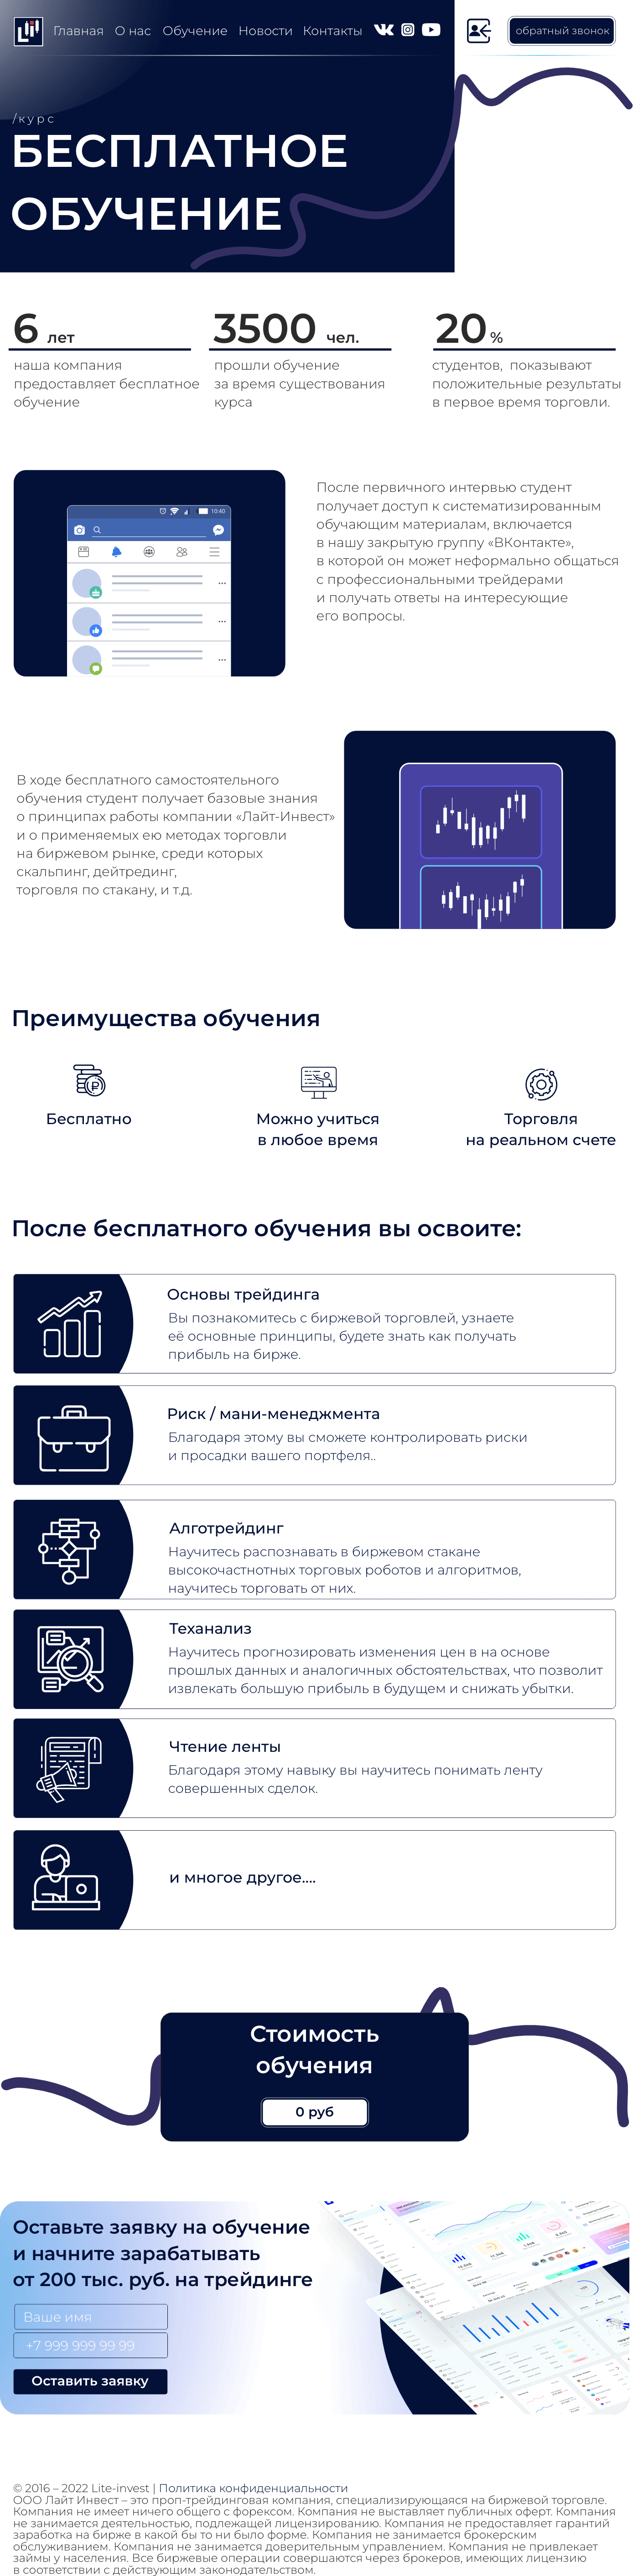 Главная О нас Обучение Новости Контакты обратный звонок
/курс
БЕСПЛАТНОЕ
ОБУЧЕНИЕ
6 лет
наша компания
предоставляет бесплатное
обучение
3500 чел.
прошли обучение
за время существования
курса
20 %
студентов, показывают
положительные результаты
в первое время торговли.
10:40
После первичного интервью студент
получает доступ к систематизированным
обучающим материалам, включается
в нашу закрытую группу «ВКонтакте»,
в которой он может неформально общаться
с профессиональными трейдерами
и получать ответы на интересующие
его вопросы.
В ходе бесплатного самостоятельного
обучения студент получает базовые знания
о принципах работы компании «Лайт-Инвест»
и о применяемых ею методах торговли
на биржевом рынке, среди которых
скальпинг, дейтрединг,
торговля по стакану, и т.д.
Преимущества обучения
Бесплатно
Можно учиться
в любое время
Торговля
на реальном счете
После бесплатного обучения вы освоите:
Основы трейдинга
Вы познакомитесь с биржевой торговлей, узнаете
её основные принципы, будете знать как получать
прибыль на бирже.
Риск / мани-менеджмента
Благодаря этому вы сможете контролировать риски
и просадки вашего портфеля..
Алготрейдинг
Научитесь распознавать в биржевом стакане
высокочастотных торговых роботов и алгоритмов,
научитесь торговать от них.
Теханализ
Научитесь прогнозировать изменения цен в на основе
прошлых данных и аналогичных обстоятельствах, что позволит
извлекать большую прибыль в будущем и снижать убытки.
Чтение ленты
Благодаря этому навыку вы научитесь понимать ленту
совершенных сделок.
и многое другое....
Стоимость
обучения
0 руб
Оставьте заявку на обучение
и начните зарабатывать
от 200 тыс. руб. на трейдинге
Ваше имя
+7 999 999 99 99
Оставить заявку
© 2016 – 2022 Lite-invest | Политика конфиденциальности
ООО Лайт Инвест – это проп-трейдинговая компания, специализирующаяся на биржевой торговле.
Компания не имеет ничего общего с форексом. Компания не выставляет публичных оферт. Компания
не занимается деятельностью, подлежащей лицензированию. Компания не предоставляет гарантий
заработка на бирже в какой бы то ни было форме. Компания не занимается брокерским
обслуживанием. Компания не занимается доверительным управлением. Компания не привлекает
займы у населения. Все биржевые операции совершаются через брокеров, имеющих лицензию
в соответствии с действующим законодательством.